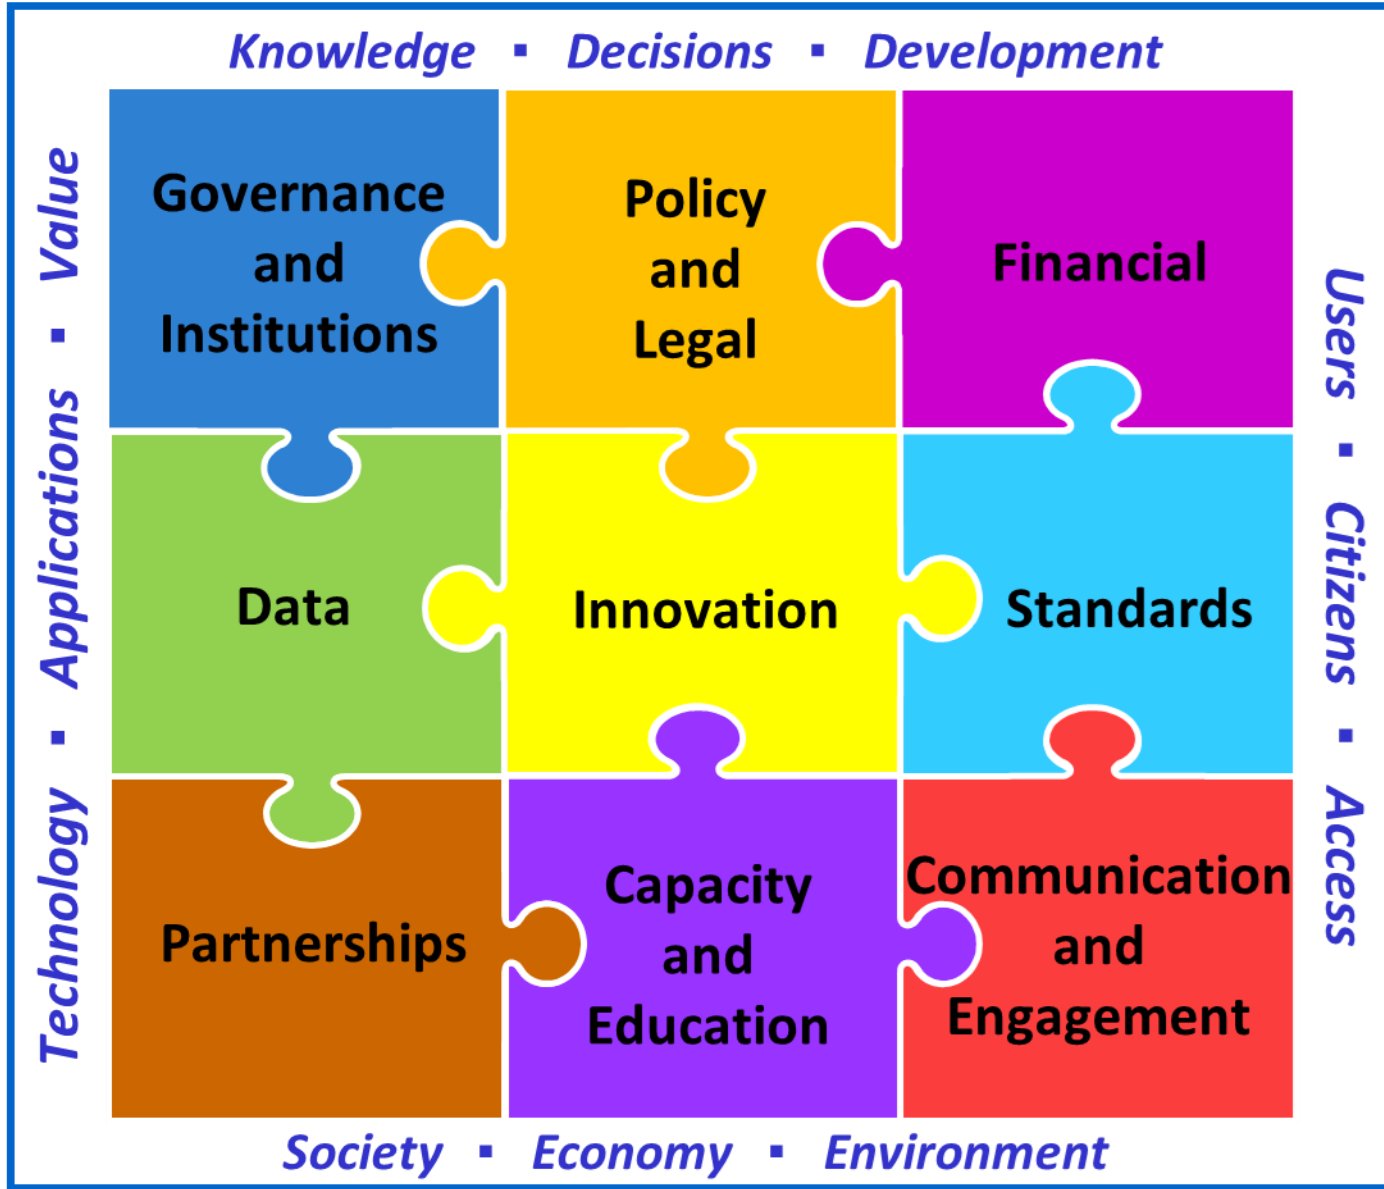 Knowledge ▪ Decisions ▪ Development
Technology ▪ Applications ▪ Value
Governance
and
Institutions
Policy
and
Legal
Financial
Data
Innovation
Standards
Partnerships
Capacity
and
Education
Communication
and
Engagement
Users ▪ Citizens ▪ Access
Society ▪ Economy ▪ Environment